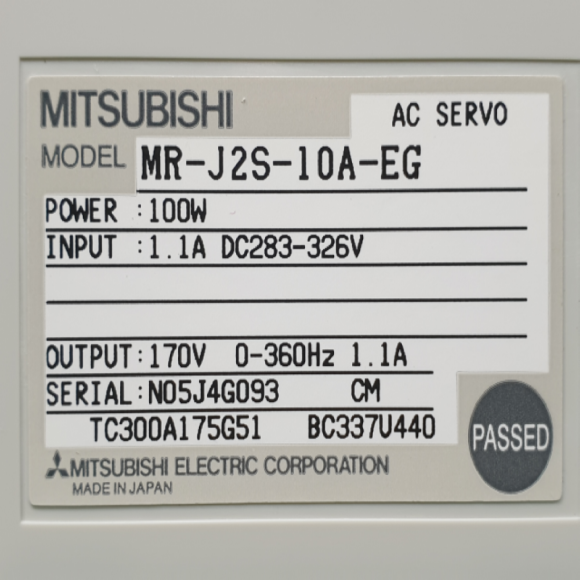 MITSUBISHI
AC SERVO
MODEL MR-J2S-10A-EG
POWER :100W
INPUT :1.1A DC283-326V
OUTPUT:170V 0-360Hz 1.1A
SERIAL:N05J4G093 CM
TC300A175G51 BC337U440
PASSED
MITSUBISHI ELECTRIC CORPORATION
MADE IN JAPAN